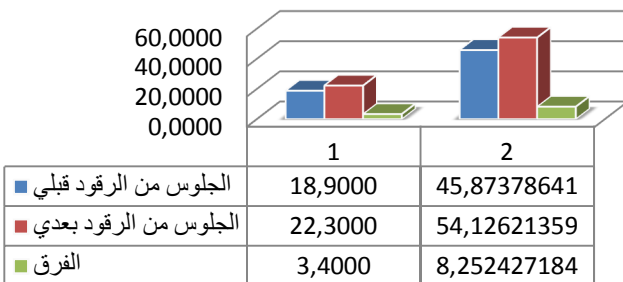 60,0000
40,0000
20,0000
0,0000
1 2
الجلوس من الرقود قبلي 18,9000 45,87378641
الجلوس من الرقود بعدي 22,3000 54,12621359
الفرق 3,4000 8,252427184